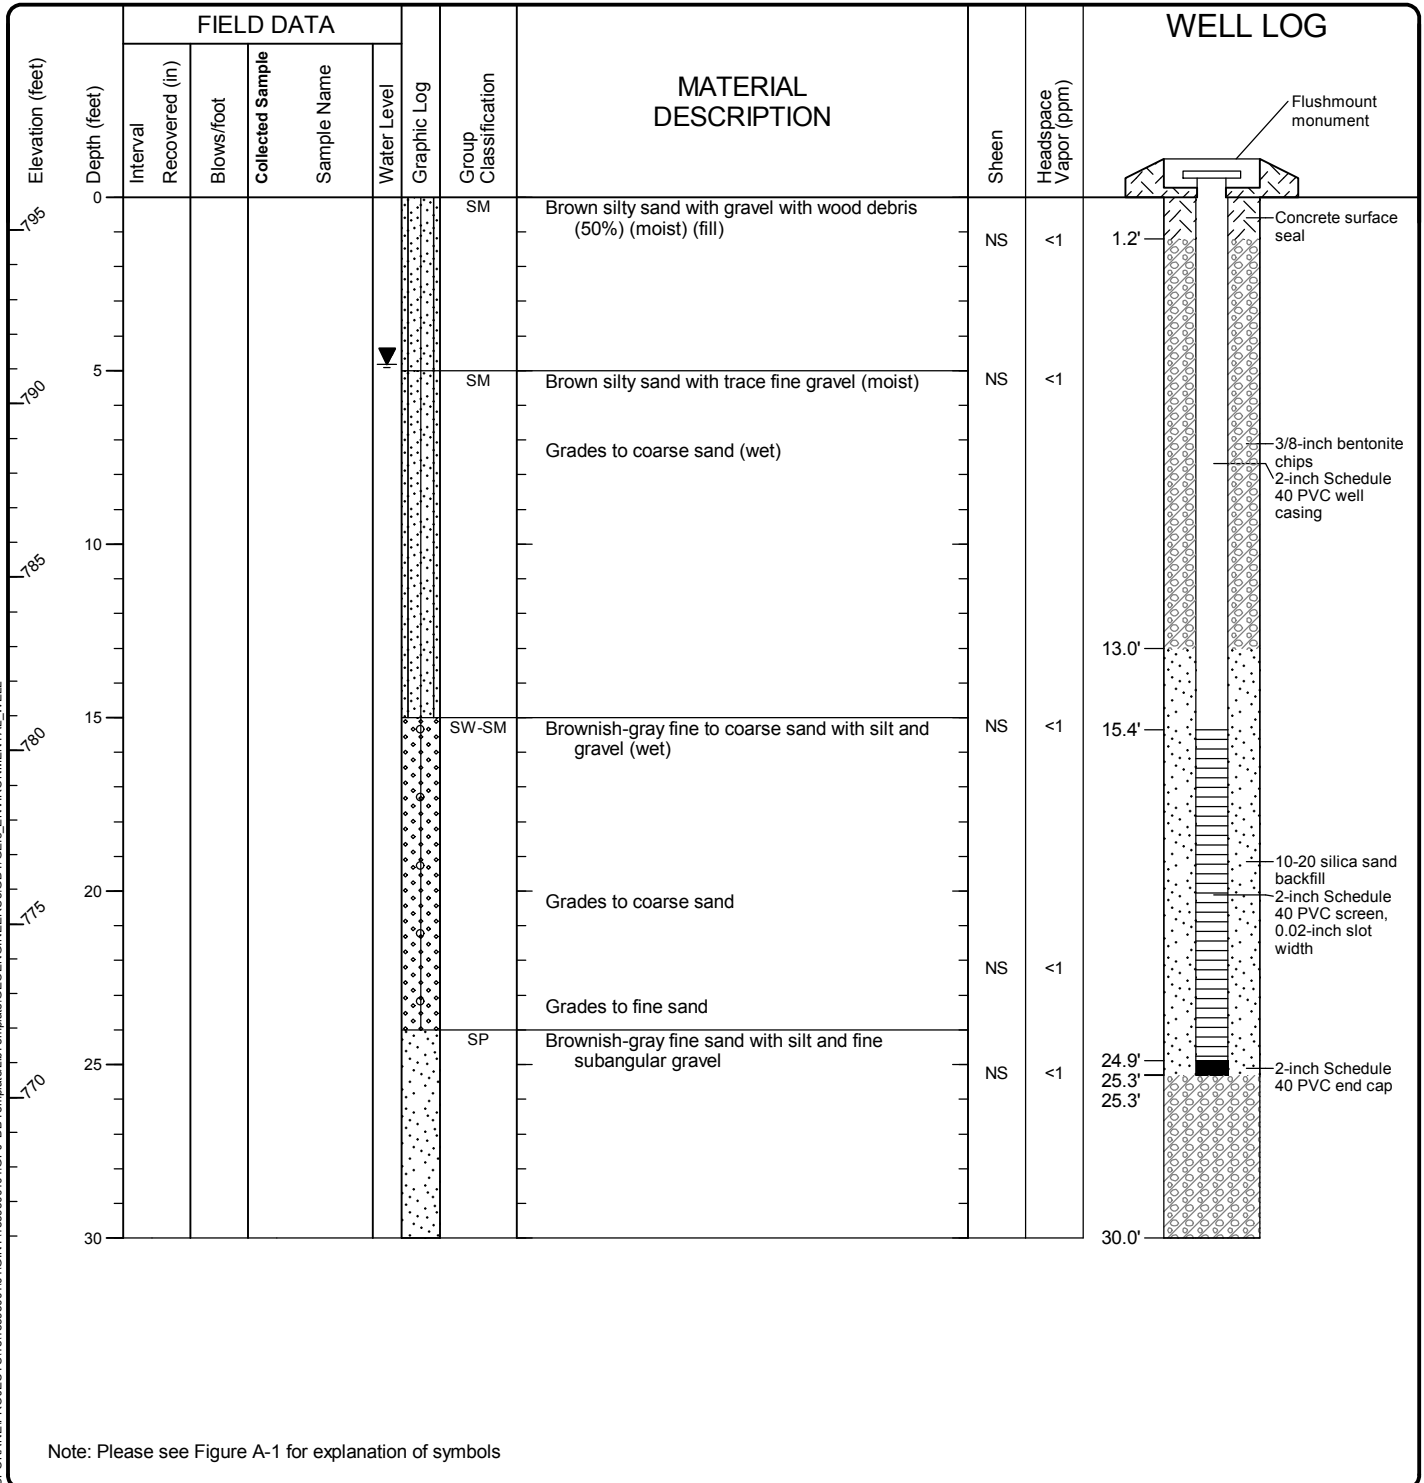 FIELD DATA
WELL LOG
Elevation (feet)
Depth (feet)
Interval
Recovered (in)
Blows/foot
Collected Sample
Sample Name
Water Level
Graphic Log
Group
Classification
MATERIAL
DESCRIPTION
Sheen
Headspace
Vapor (ppm)
Flushmount
monument
0
SM
Brown silty sand with gravel with wood debris
(50%) (moist) (fill)
NS
<1
795
1.2'
Concrete surface
seal
5
SM
Brown silty sand with trace fine gravel (moist)
NS
<1
790
Grades to coarse sand (wet)
3/8-inch bentonite
chips
2-inch Schedule
40 PVC well
casing
10
785
13.0'
15
SW-SM
Brownish-gray fine to coarse sand with silt and
gravel (wet)
NS
<1
15.4'
780
10-20 silica sand
backfill
2-inch Schedule
40 PVC screen,
0.02-inch slot
width
20
Grades to coarse sand
775
NS
<1
Grades to fine sand
SP
Brownish-gray fine sand with silt and fine
subangular gravel
25
NS
<1
24.9'
25.3'
25.3'
2-inch Schedule
40 PVC end cap
770
30
30.0'
Note: Please see Figure A-1 for explanation of symbols